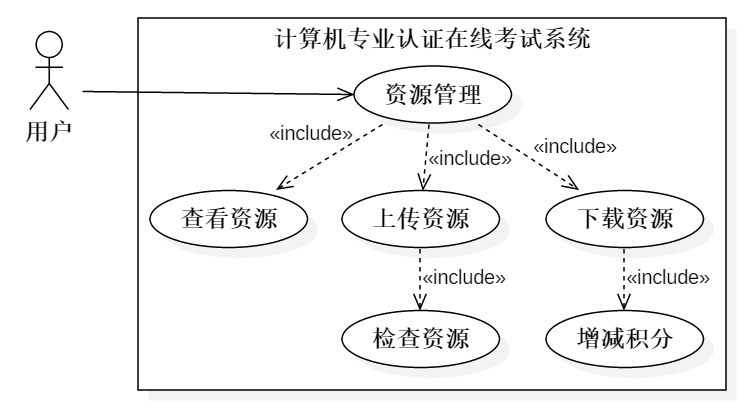 计算机专业认证在线考试系统
资源管理
用户
«include»
«include»
«include»
查看资源
上传资源
下载资源
«include»
«include»
检查资源
增减积分